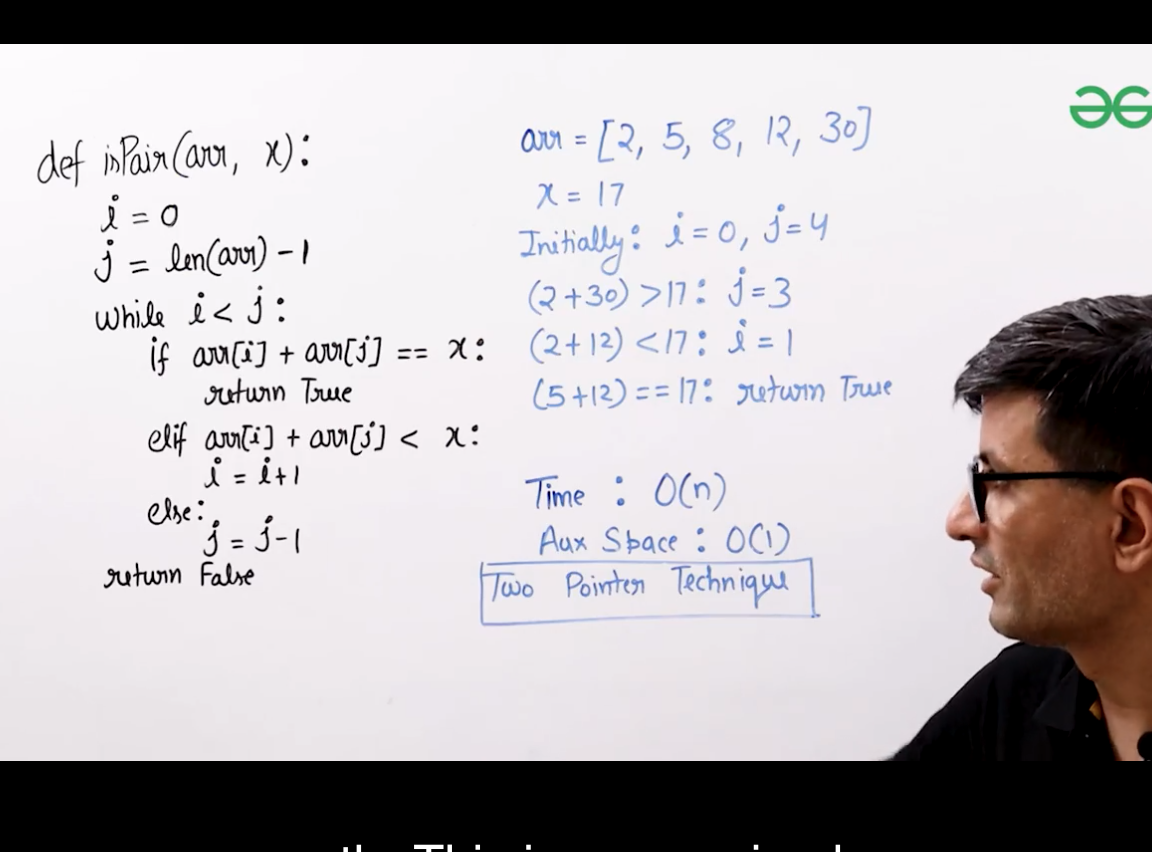 def isPair(arr, x):
i = 0
j = len(arr) - 1
while i < j:
if arr[i] + arr[j] == x:
return True
elif arr[i] + arr[j] < x:
i = i+1
else:
j = j-1
return False
arr = [2, 5, 8, 12, 30]
x = 17
Initially: i = 0, j = 4
(2+30) > 17: j = 3
(2+12) < 17: i = 1
(5+12) == 17: return True
Time : O(n)
Aux Space : O(1)
Two Pointer Technique